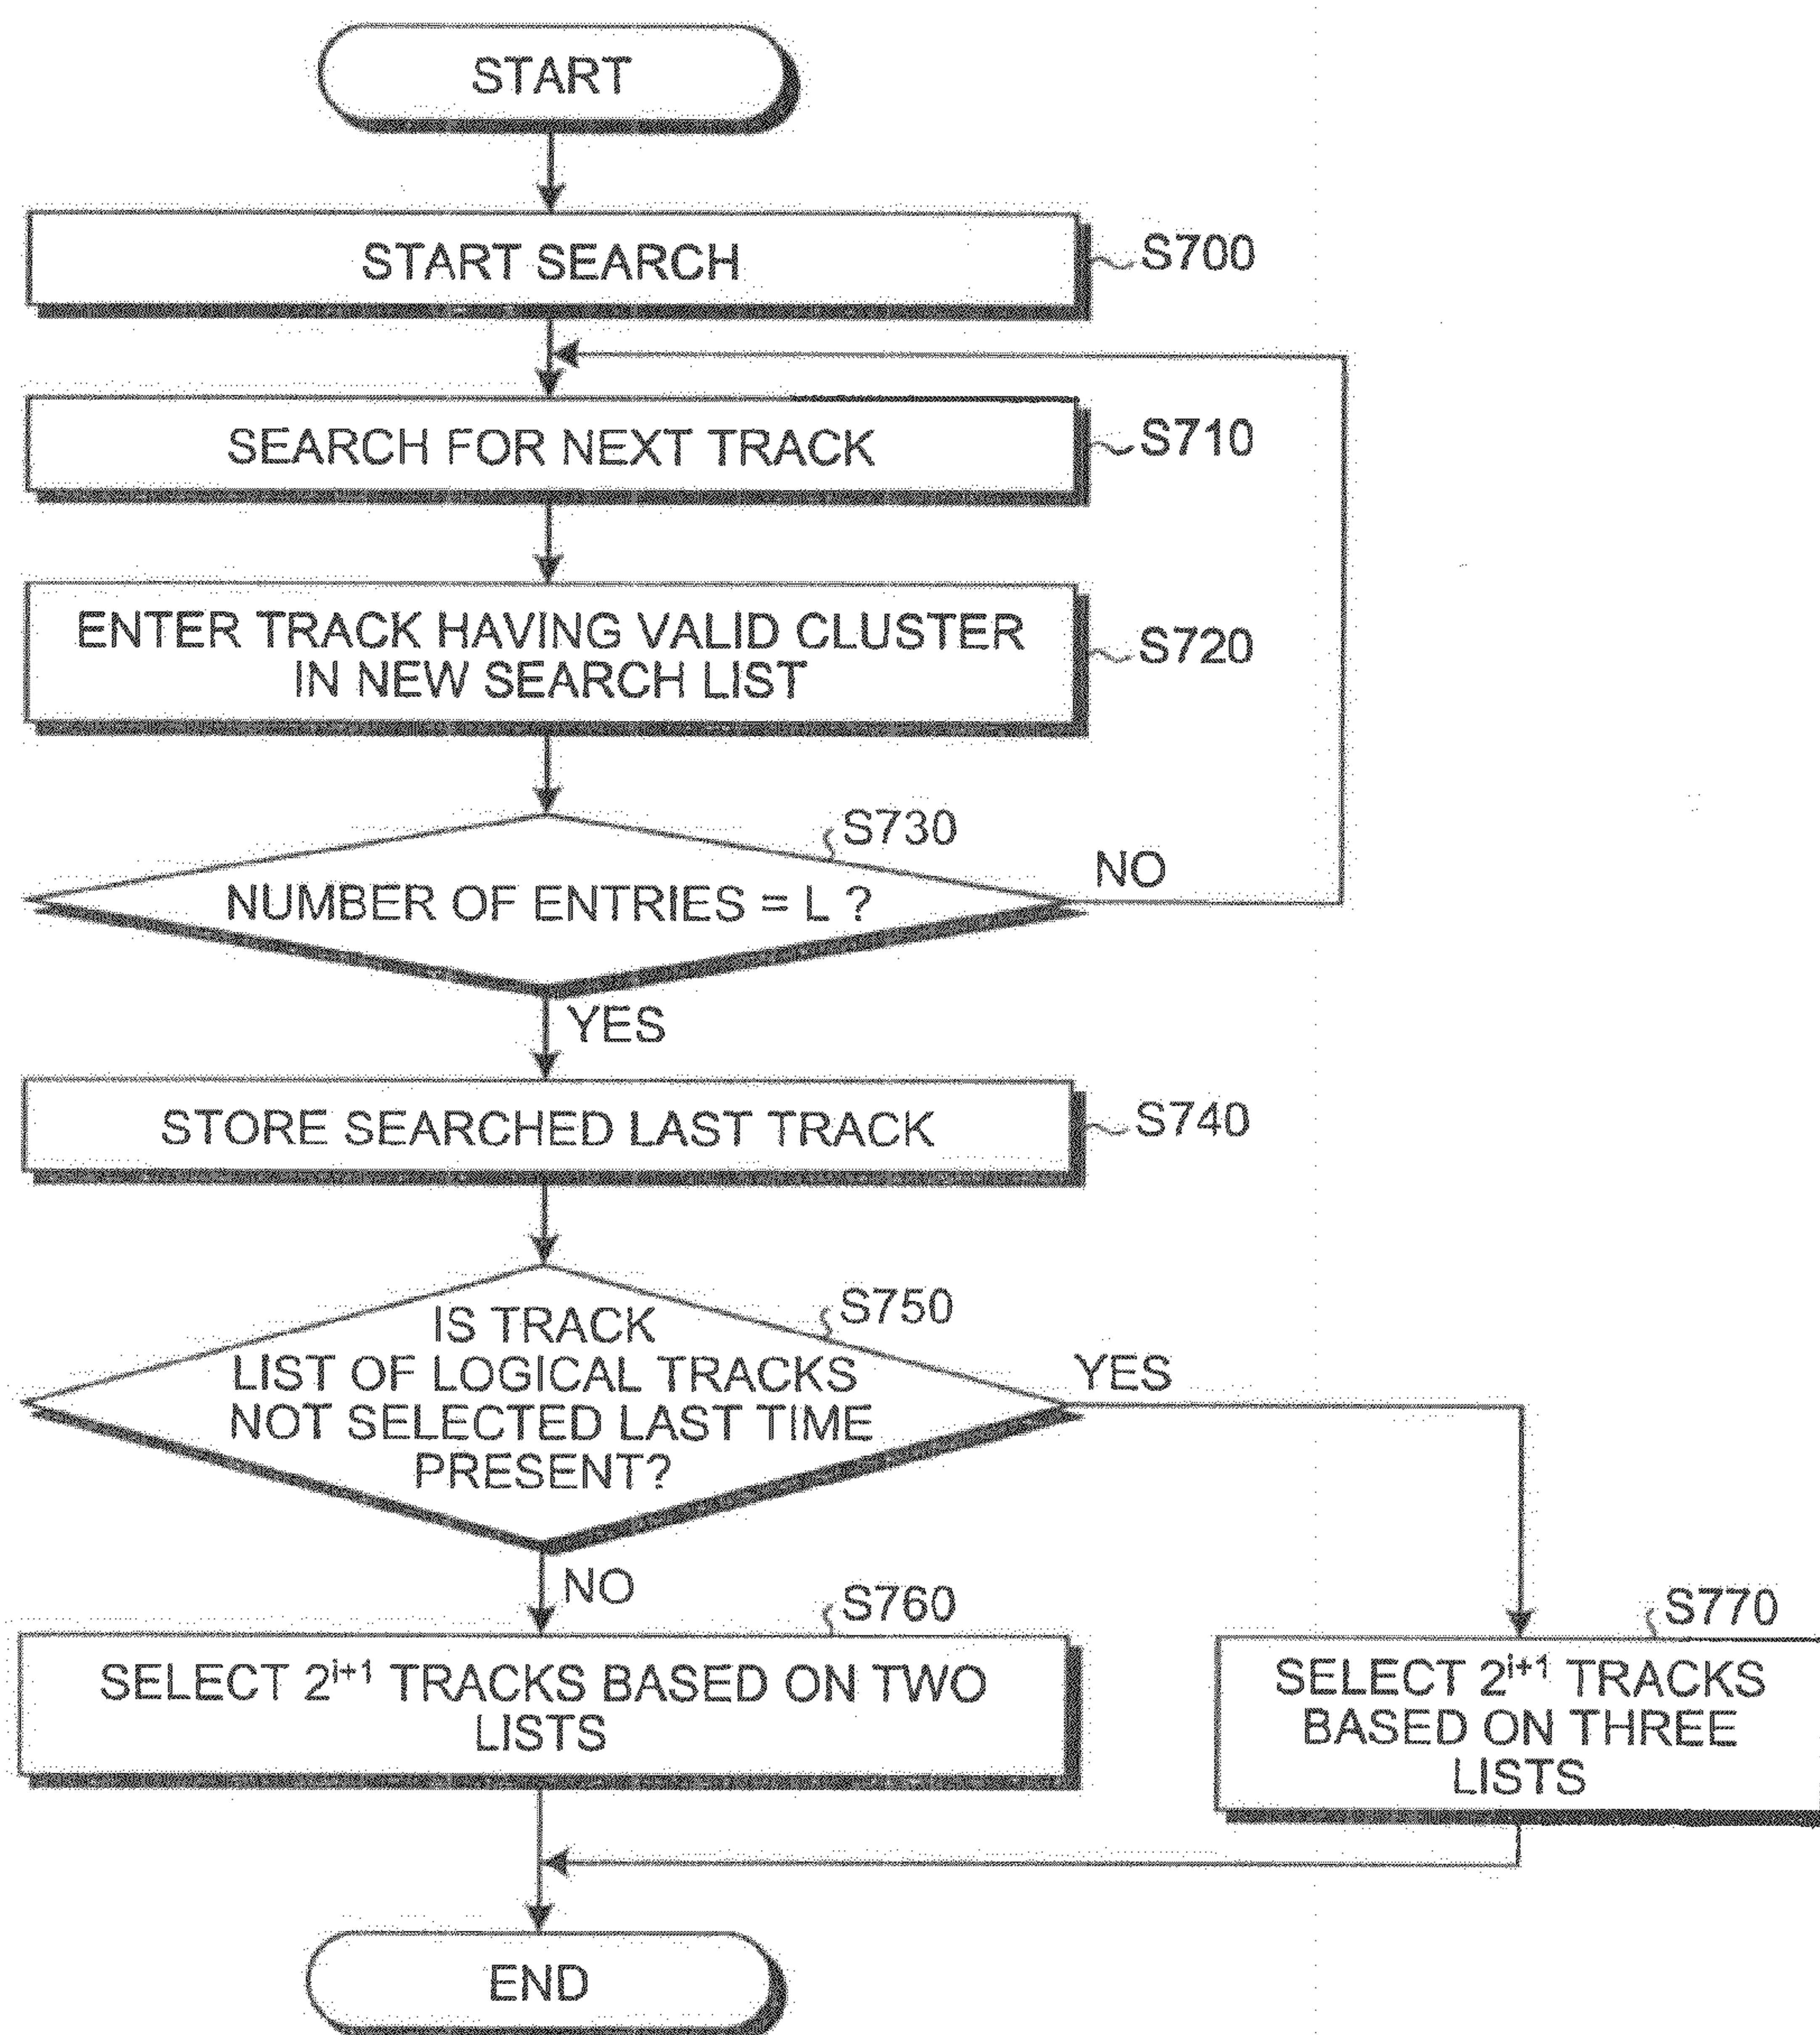 START
START SEARCH
S700
SEARCH FOR NEXT TRACK
S710
ENTER TRACK HAVING VALID CLUSTER
IN NEW SEARCH LIST
S720
S730
NUMBER OF ENTRIES = L ?
NO
YES
STORE SEARCHED LAST TRACK
S740
S750
IS TRACK
LIST OF LOGICAL TRACKS
NOT SELECTED LAST TIME
PRESENT?
YES
NO
S760
SELECT 2^{i+1} TRACKS BASED ON TWO
LISTS
S770
SELECT 2^{i+1} TRACKS
BASED ON THREE
LISTS
END